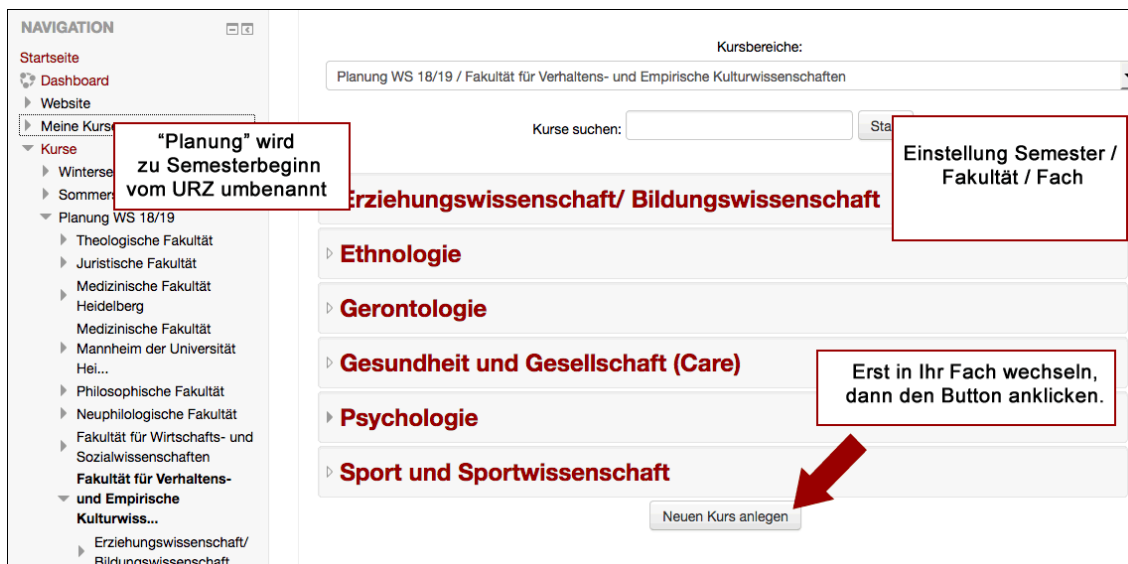 NAVIGATION
Startseite
Dashboard
Website
Meine Kurse
Kurse
Winterse
Sommers
Planung WS 18/19
Theologische Fakultät
Juristische Fakultät
Medizinische Fakultät
Heidelberg
Medizinische Fakultät
Mannheim der Universität
Hei...
Philosophische Fakultät
Neuphilologische Fakultät
Fakultät für Wirtschafts- und
Sozialwissenschaften
Fakultät für Verhaltens-
und Empirische
Kulturwiss...
Erziehungswissenschaft/
Bildungswissenschaft
“Planung” wird
zu Semesterbeginn
vom URZ umbenannt
Kursbereiche:
Planung WS 18/19 / Fakultät für Verhaltens- und Empirische Kulturwissenschaften
Kurse suchen:
Sta
Einstellung Semester /
Fakultät / Fach
Erziehungswissenschaft/ Bildungswissenschaft
Ethnologie
Gerontologie
Gesundheit und Gesellschaft (Care)
Psychologie
Sport und Sportwissenschaft
Erst in Ihr Fach wechseln,
dann den Button anklicken.
Neuen Kurs anlegen